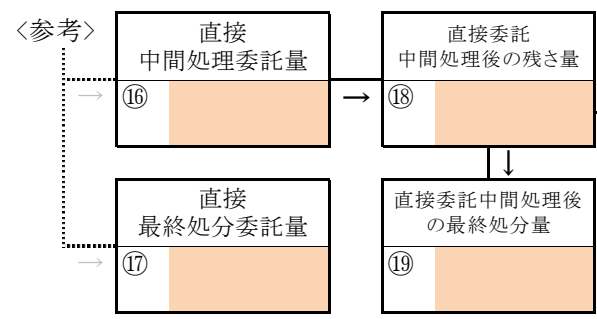 〈参考〉
直接
中間処理委託量
→
⑯
→
直接委託
中間処理後の残さ量
⑱
↓
直接
最終処分委託量
→
⑰
直接委託中間処理後
の最終処分量
⑲